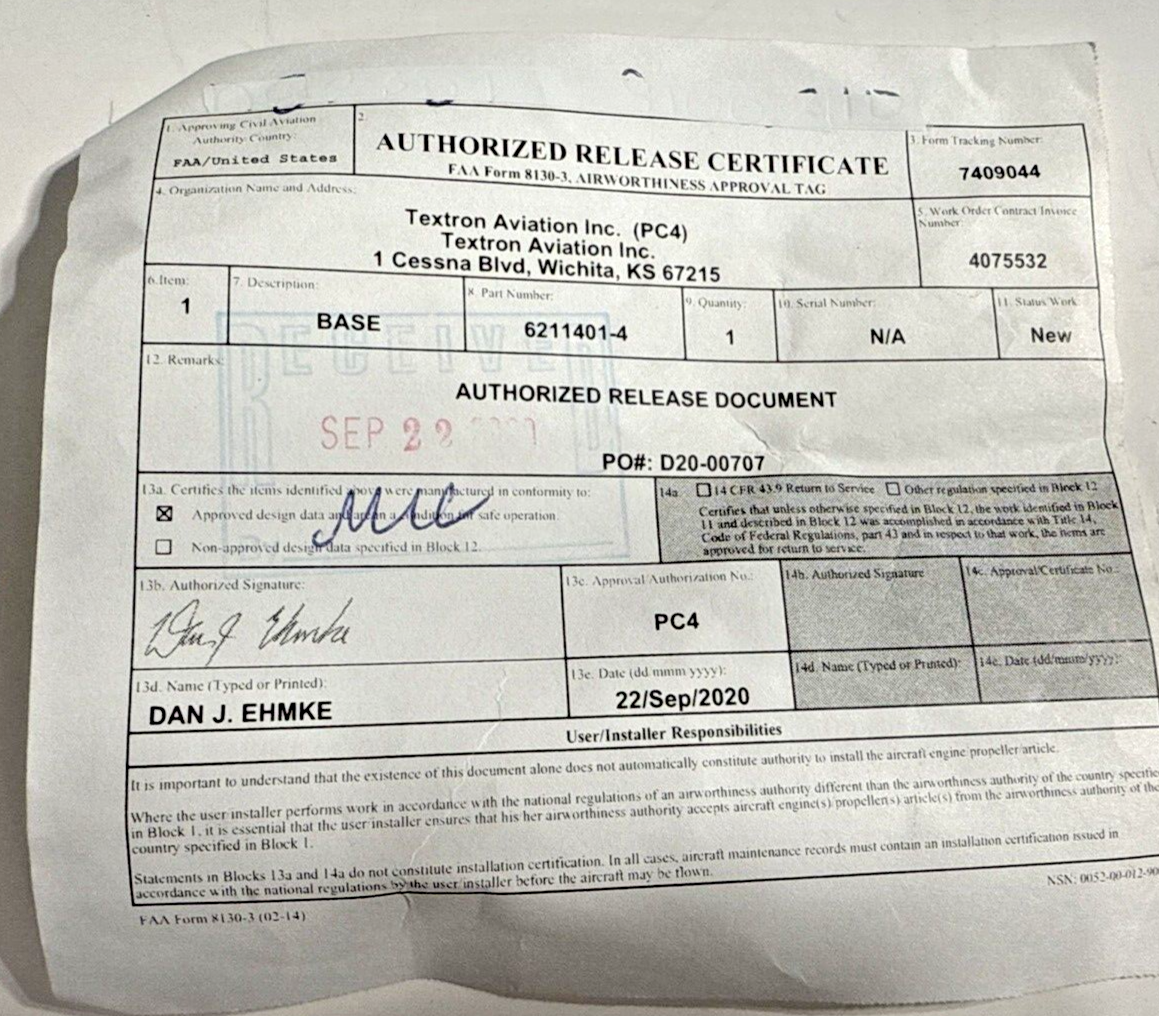 1. Approving Civil Aviation
Authority/Country:
FAA/United States
2.
AUTHORIZED RELEASE CERTIFICATE
FAA Form 8130-3, AIRWORTHINESS APPROVAL TAG
3. Form Tracking Number:
7409044
4. Organization Name and Address:
Textron Aviation Inc. (PC4)
Textron Aviation Inc.
1 Cessna Blvd, Wichita, KS 67215
5. Work Order Contract Invoice
Number:
4075532
6. Item:
1
7. Description:
BASE
8. Part Number:
6211401-4
9. Quantity:
1
10. Serial Number:
N/A
11. Status Work
New
RECEIVED
12. Remarks:
AUTHORIZED RELEASE DOCUMENT
SEP 22
PO#: D20-00707
13a. Certifies the items identified above were manufactured in conformity to:
Approved design data and are in a condition for safe operation.
Non-approved design data specified in Block 12.
14a. 14 CFR 43.9 Return to Service Other regulation specified in Block 12
Certifies that unless otherwise specified in Block 12, the work identified in Block
11 and described in Block 12 was accomplished in accordance with Title 14,
Code of Federal Regulations, part 43 and in respect to that work, the items are
approved for return to service.
13b. Authorized Signature:
Dan J Ehmke
13c. Approval/Authorization No.:
PC4
14b. Authorized Signature
14c. Approval/Certificate No.:
13d. Name (Typed or Printed):
DAN J. EHMKE
13e. Date (dd mmm yyyy):
22/Sep/2020
14d. Name (Typed or Printed):
14e. Date (dd/mmm/yyyy):
User/Installer Responsibilities
It is important to understand that the existence of this document alone does not automatically constitute authority to install the aircraft engine propeller/article.
Where the user installer performs work in accordance with the national regulations of an airworthiness authority different than the airworthiness authority of the country specifie
in Block 1, it is essential that the user installer ensures that his her airworthiness authority accepts aircraft engine(s)/propeller(s) article(s) from the airworthiness authority of the
country specified in Block 1.
Statements in Blocks 13a and 14a do not constitute installation certification. In all cases, aircraft maintenance records must contain an installation certification issued in
accordance with the national regulations by the user/installer before the aircraft may be flown.
FAA Form 8130-3 (02-14)
NSN: 0052-00-012-90